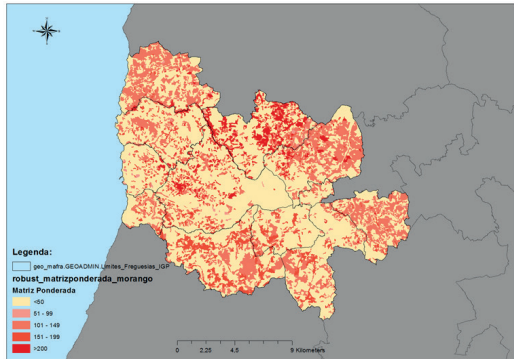 Legenda:
geo_mafra.GEOADMIN.Limites_Freguesias_IGP
robust_matrizponderada_morango
Matriz Ponderada
<50
51 - 99
101 - 149
151 - 199
>200
0 2.25 4.5 9 Kilometers